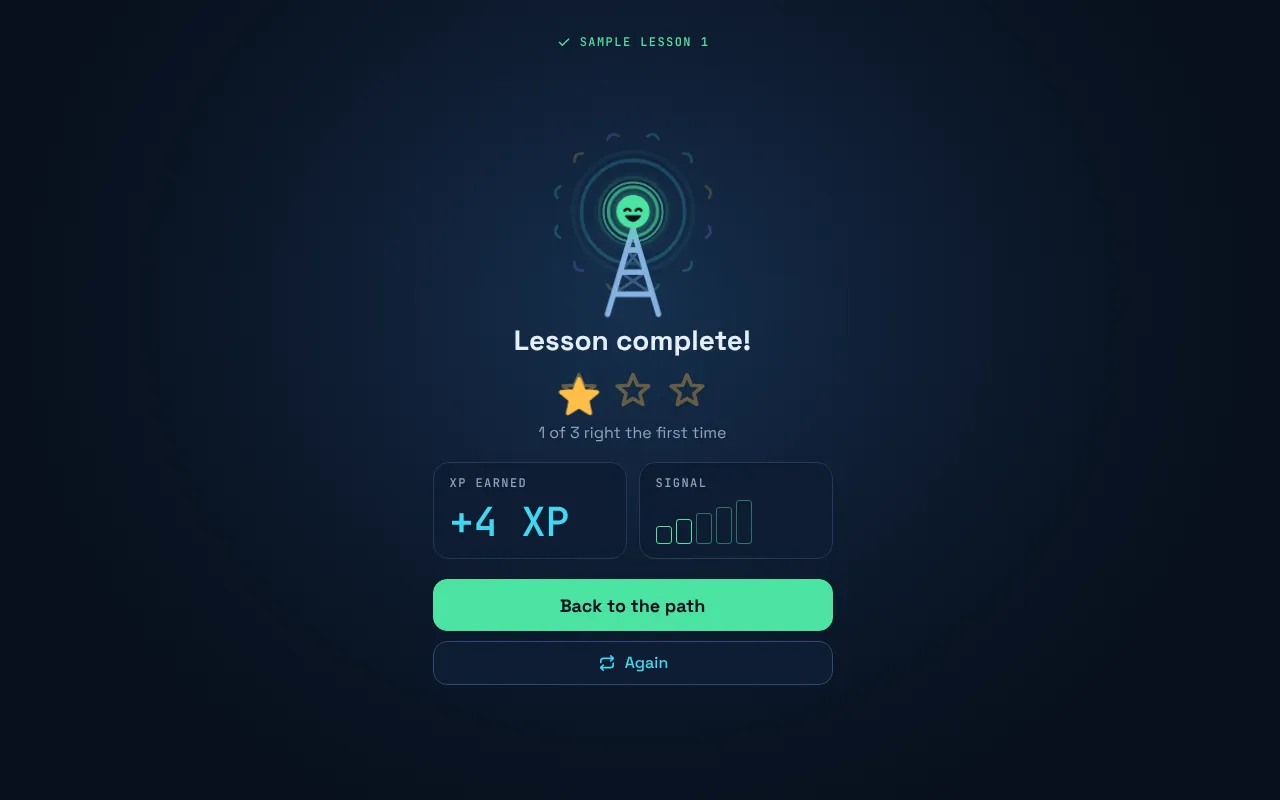 SAMPLE LESSON 1
Lesson complete!
1 of 3 right the first time
XP EARNED
+4 XP
SIGNAL
Back to the path
Again